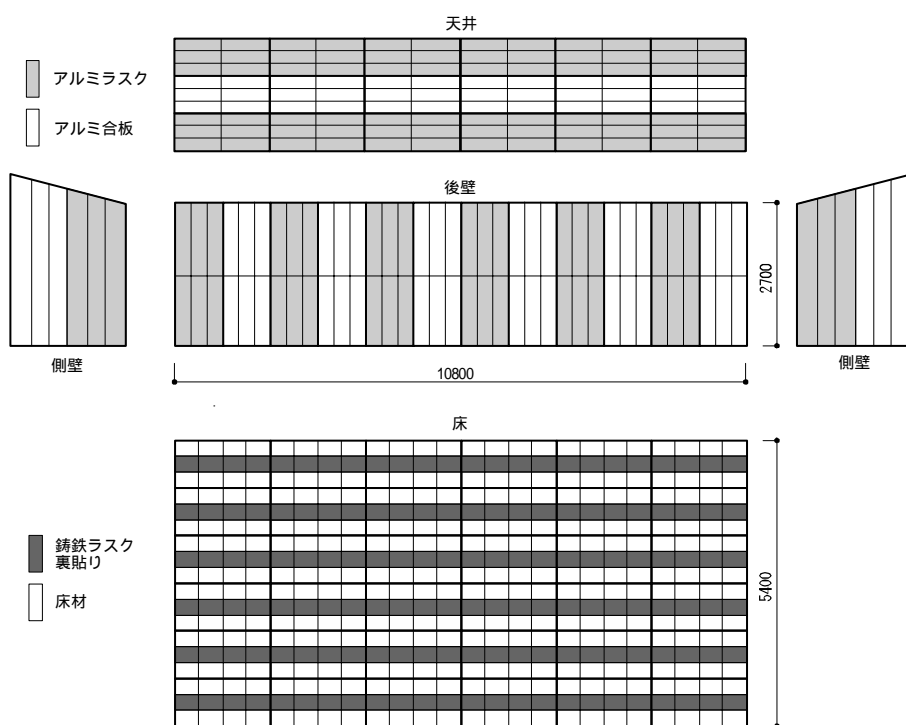 天井
アルミラスク
アルミ合板
後壁
2700
側壁
側壁
10800
床
鋳鉄ラスク
裏貼り
床材
5400